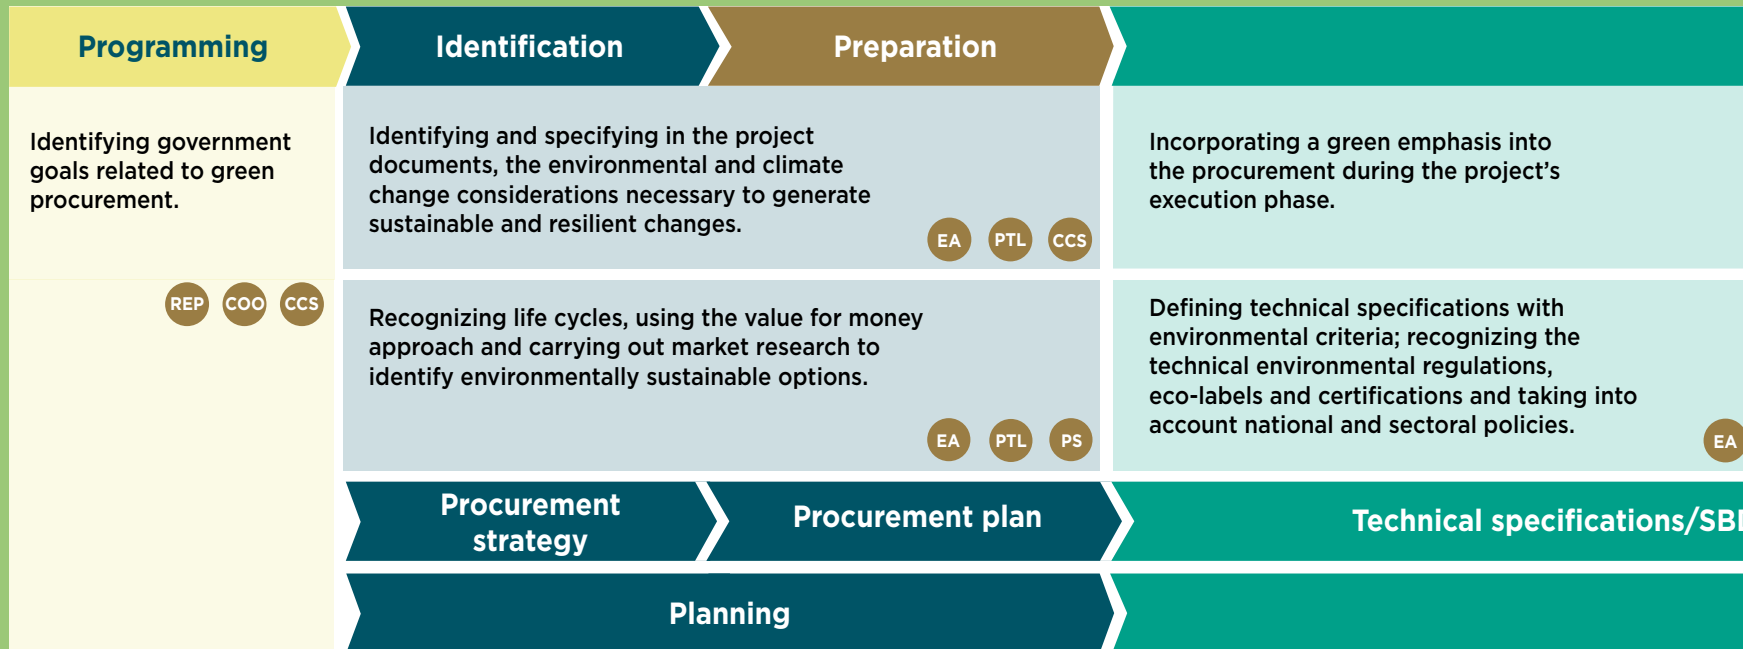 Programming
Identification
Preparation
Identifying government
goals related to green
procurement.
REP COO CCS
Identifying and specifying in the project
documents, the environmental and climate
change considerations necessary to generate
sustainable and resilient changes.
EA PTL CCS
Recognizing life cycles, using the value for money
approach and carrying out market research to
identify environmentally sustainable options.
EA PTL PS
Incorporating a green emphasis into
the procurement during the project's
execution phase.
Defining technical specifications with
environmental criteria; recognizing the
technical environmental regulations,
eco-labels and certifications and taking into
account national and sectoral policies.
EA
Procurement
strategy
Procurement plan
Technical specifications/SB
Planning